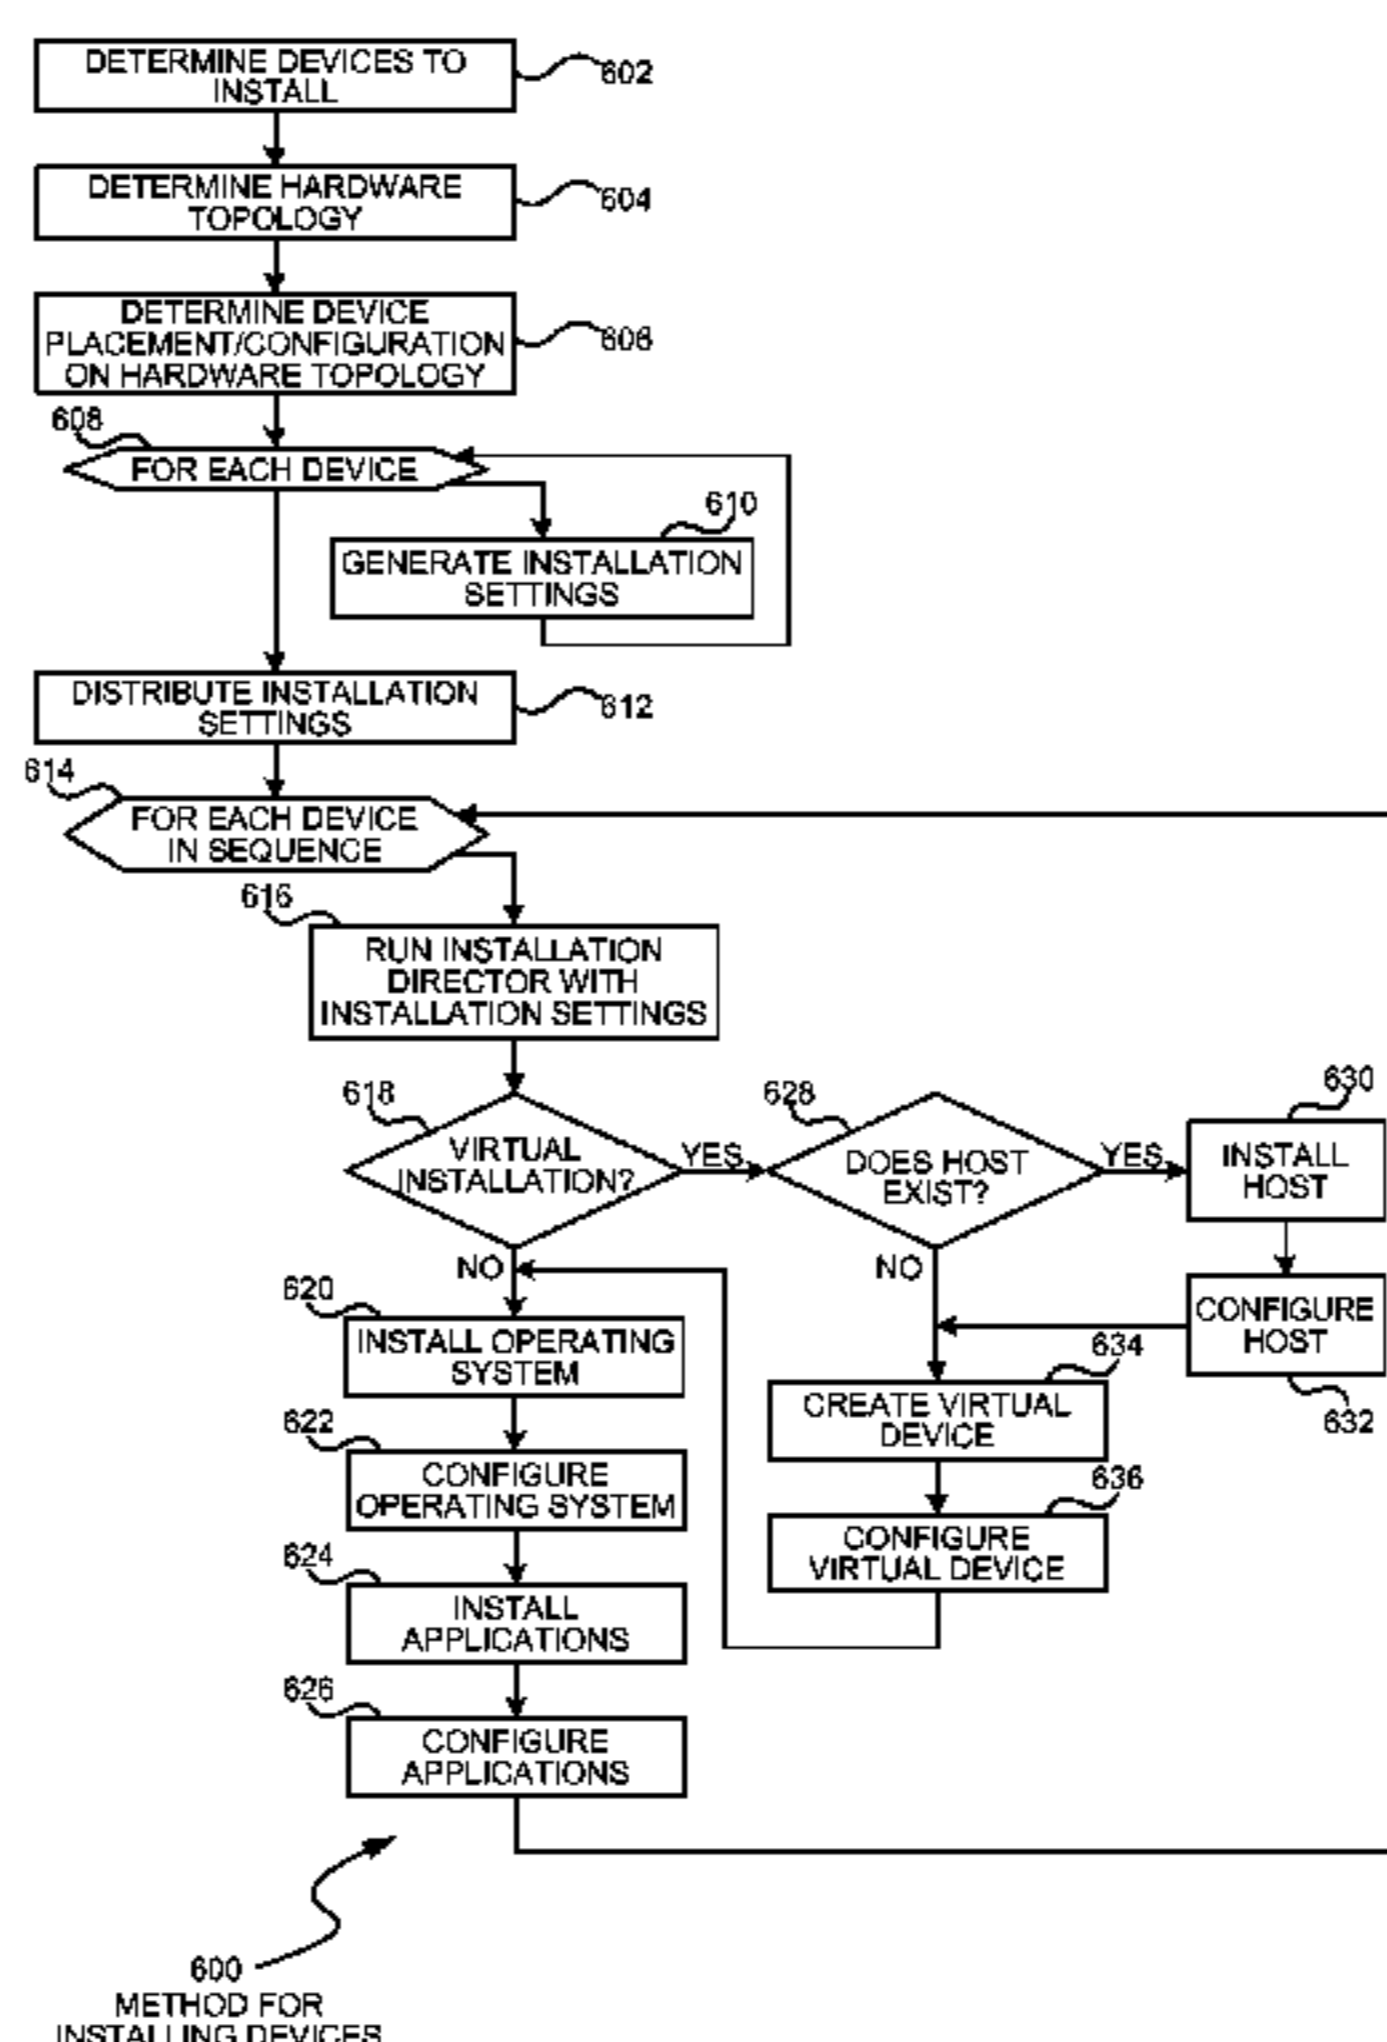 DETERMINE DEVICES TO
INSTALL
602
DETERMINE HARDWARE
TOPOLOGY
604
DETERMINE DEVICE
PLACEMENT/CONFIGURATION
ON HARDWARE TOPOLOGY
606
608
FOR EACH DEVICE
610
GENERATE INSTALLATION
SETTINGS
DISTRIBUTE INSTALLATION
SETTINGS
612
614
FOR EACH DEVICE
IN SEQUENCE
616
RUN INSTALLATION
DIRECTOR WITH
INSTALLATION SETTINGS
618
VIRTUAL
INSTALLATION?
YES
NO
628
DOES HOST
EXIST?
YES
NO
630
INSTALL
HOST
CONFIGURE
HOST
632
620
INSTALL OPERATING
SYSTEM
634
CREATE VIRTUAL
DEVICE
622
CONFIGURE
OPERATING SYSTEM
636
CONFIGURE
VIRTUAL DEVICE
624
INSTALL
APPLICATIONS
626
CONFIGURE
APPLICATIONS
600
METHOD FOR
INSTALLING DEVICES